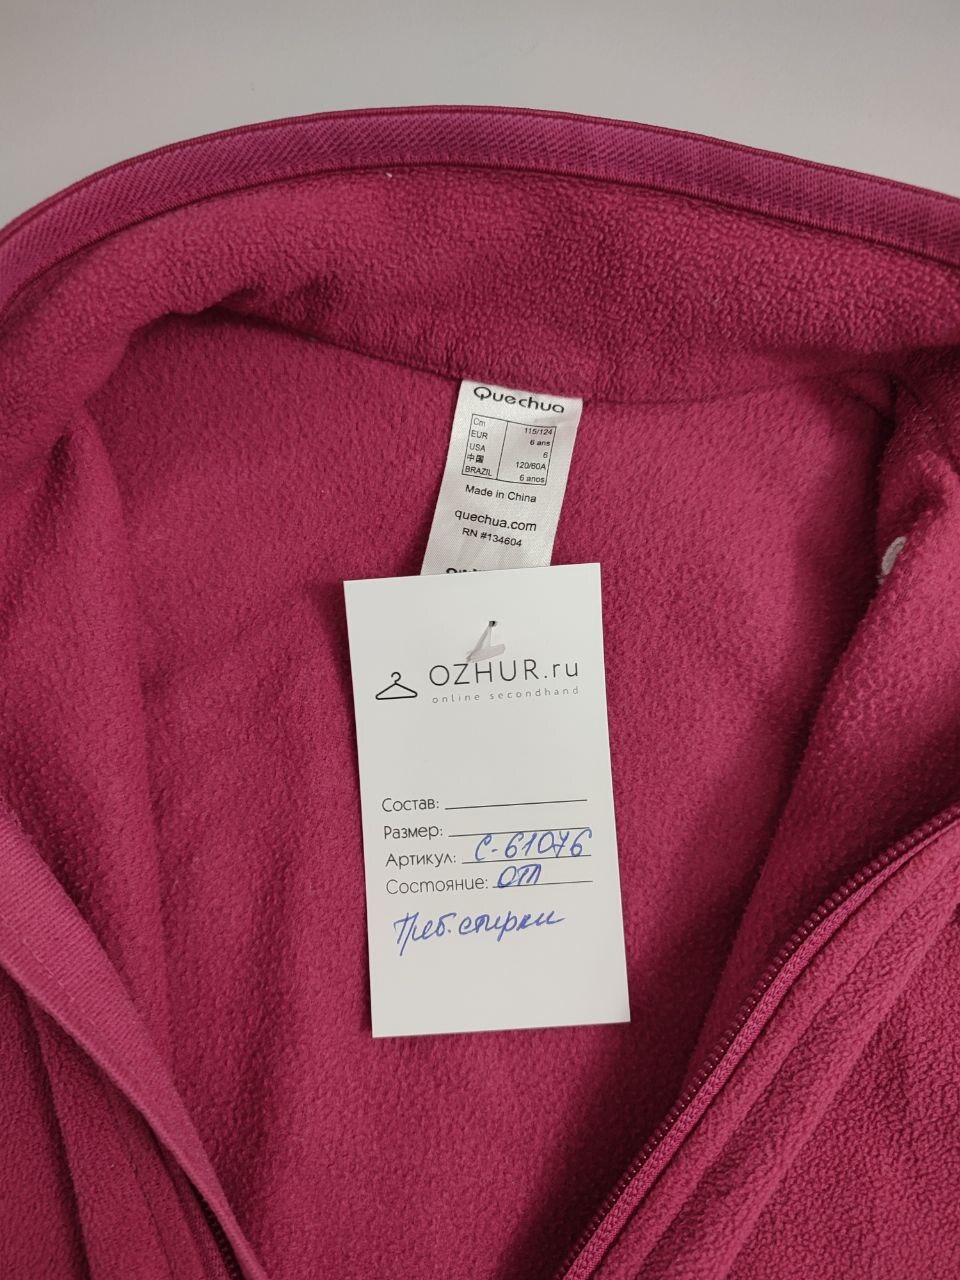 Quechua
Cm 115/124
EUR 6 ans
USA 6
中国 120/60A
BRAZIL 6 anos
Made in China
quechua.com
RN #134604
OZHUR.ru
online secondhand
Состав:
Размер:
Артикул: С-61076
Состояние: ОТЛ
Треб. стирки